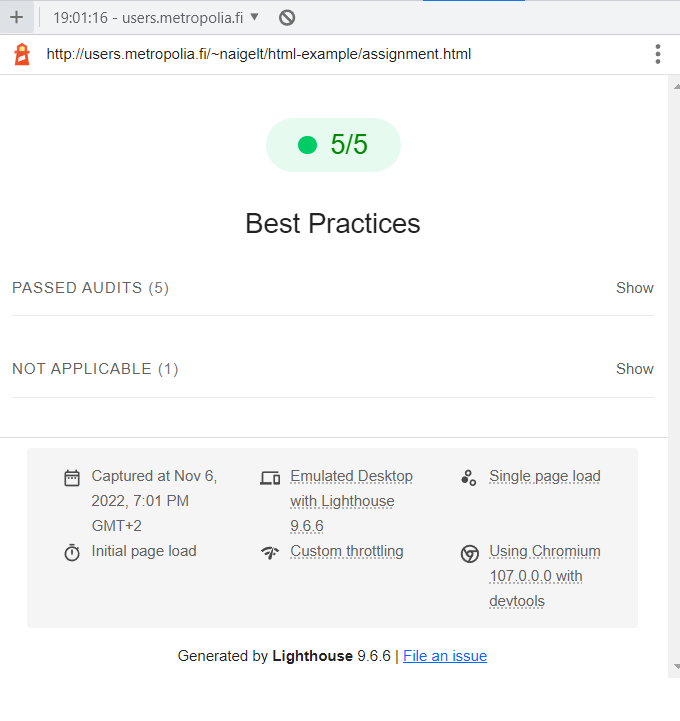 19:01:16 - users.metropolia.fi
http://users.metropolia.fi/~naigelt/html-example/assignment.html
5/5
Best Practices
PASSED AUDITS (5) Show
NOT APPLICABLE (1) Show
Captured at Nov 6,
2022, 7:01 PM
GMT+2
Emulated Desktop
with Lighthouse
9.6.6
Single page load
Initial page load
Custom throttling
Using Chromium
107.0.0.0 with
devtools
Generated by Lighthouse 9.6.6 | File an issue